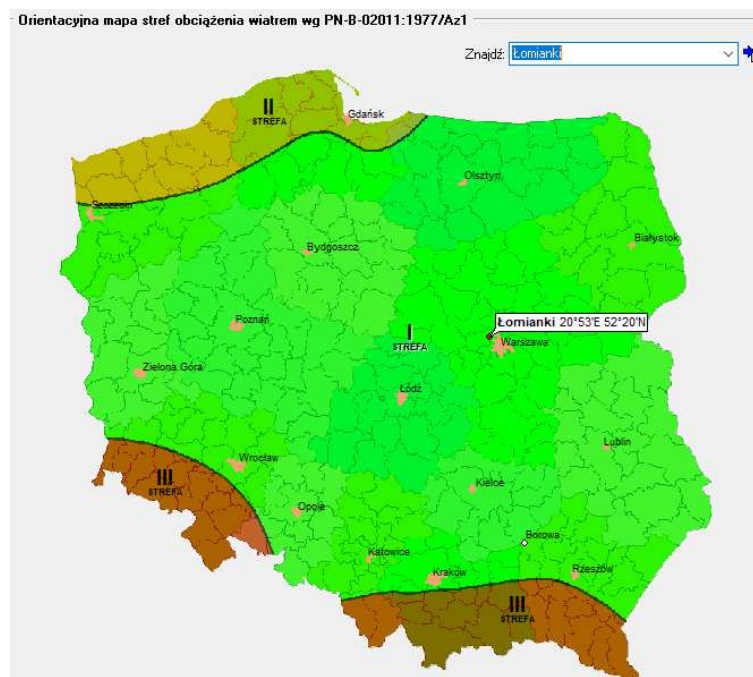 Orientacyjna mapa stref obciążenia wiatrem wg PN-B-02011:1977/Az1
Znajdź: Łomianki
II
STREFA
Gdańsk
Olsztyn
Szczecin
Białystok
Bydgoszcz
Łomianki 20°53'E 52°20'N
Poznań
I
STREFA
Warszawa
Zielona Góra
Łódź
Lublin
Wrocław
III
STREFA
Kielce
Opole
Borowa
Katowice
Kraków
Rzeszów
III
STREFA